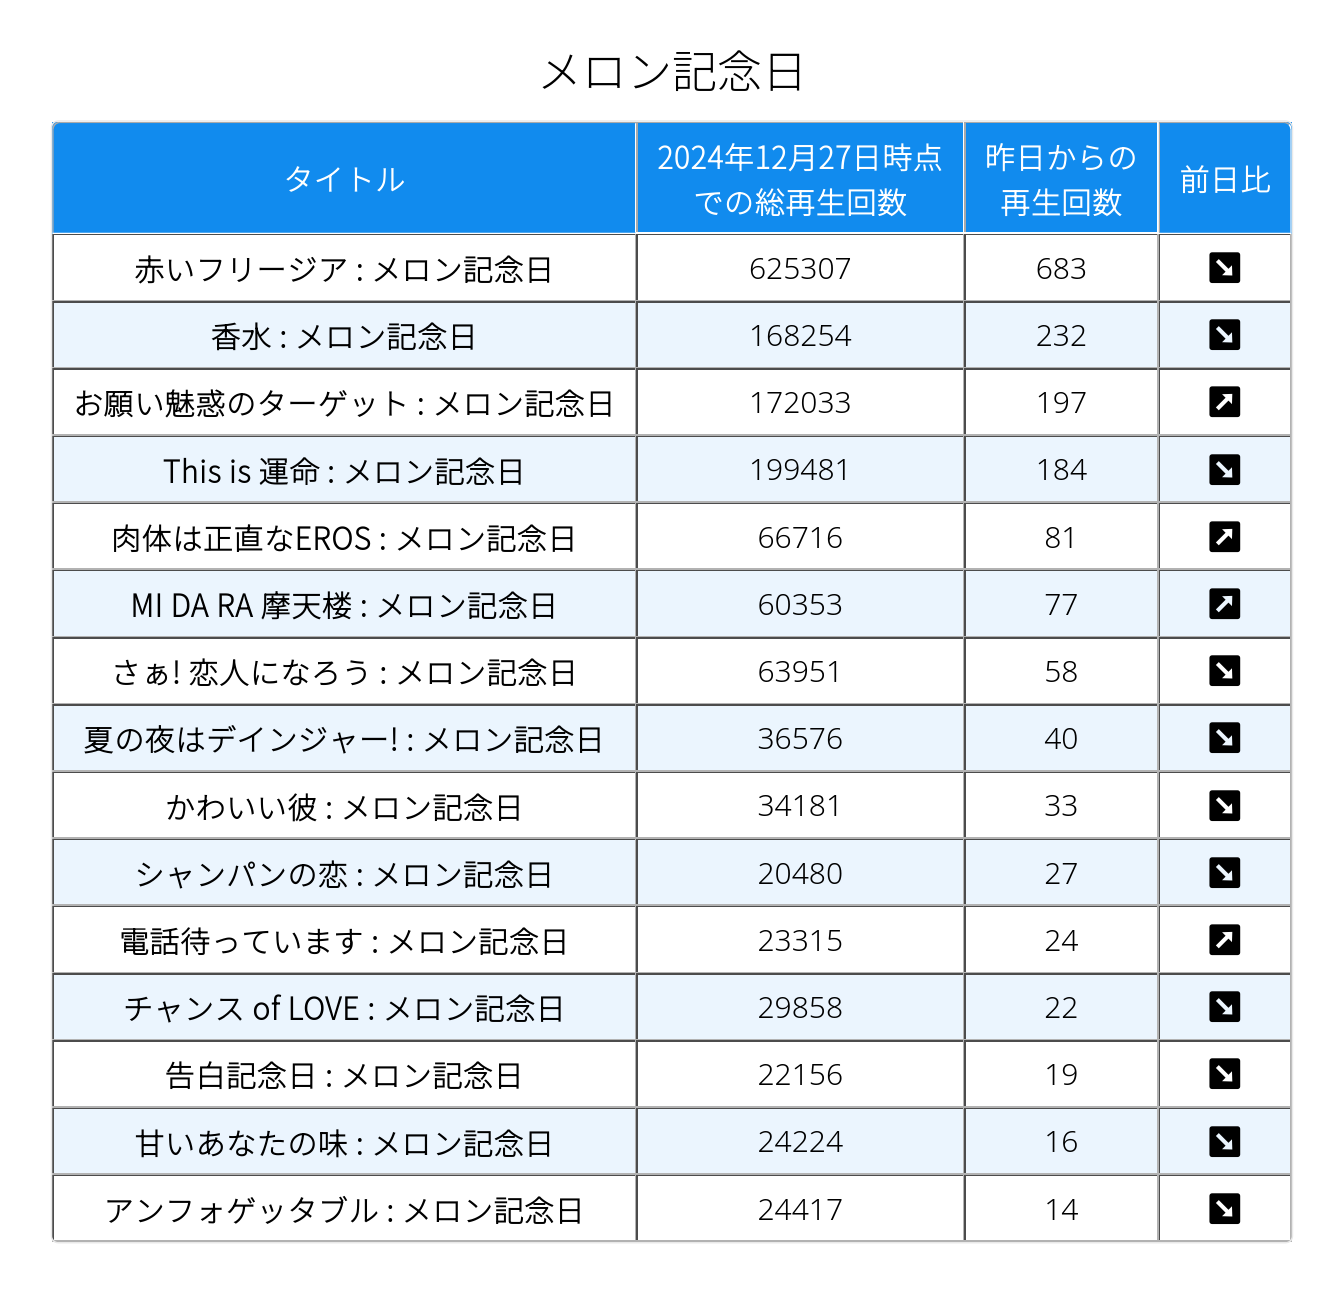 メロン記念日
タイトル
2024年12月27日時点
での総再生回数
昨日からの
再生回数
前日比
赤いフリージア : メロン記念日 625307 683 ↘
香水 : メロン記念日 168254 232 ↘
お願い魅惑のターゲット : メロン記念日 172033 197 ↗
This is 運命 : メロン記念日 199481 184 ↘
肉体は正直なEROS : メロン記念日 66716 81 ↗
MI DA RA 摩天楼 : メロン記念日 60353 77 ↗
さぁ! 恋人になろう : メロン記念日 63951 58 ↘
夏の夜はデインジャー! : メロン記念日 36576 40 ↘
かわいい彼 : メロン記念日 34181 33 ↘
シャンパンの恋 : メロン記念日 20480 27 ↘
電話待っています : メロン記念日 23315 24 ↗
チャンス of LOVE : メロン記念日 29858 22 ↘
告白記念日 : メロン記念日 22156 19 ↘
甘いあなたの味 : メロン記念日 24224 16 ↘
アンフォゲッタブル : メロン記念日 24417 14 ↘